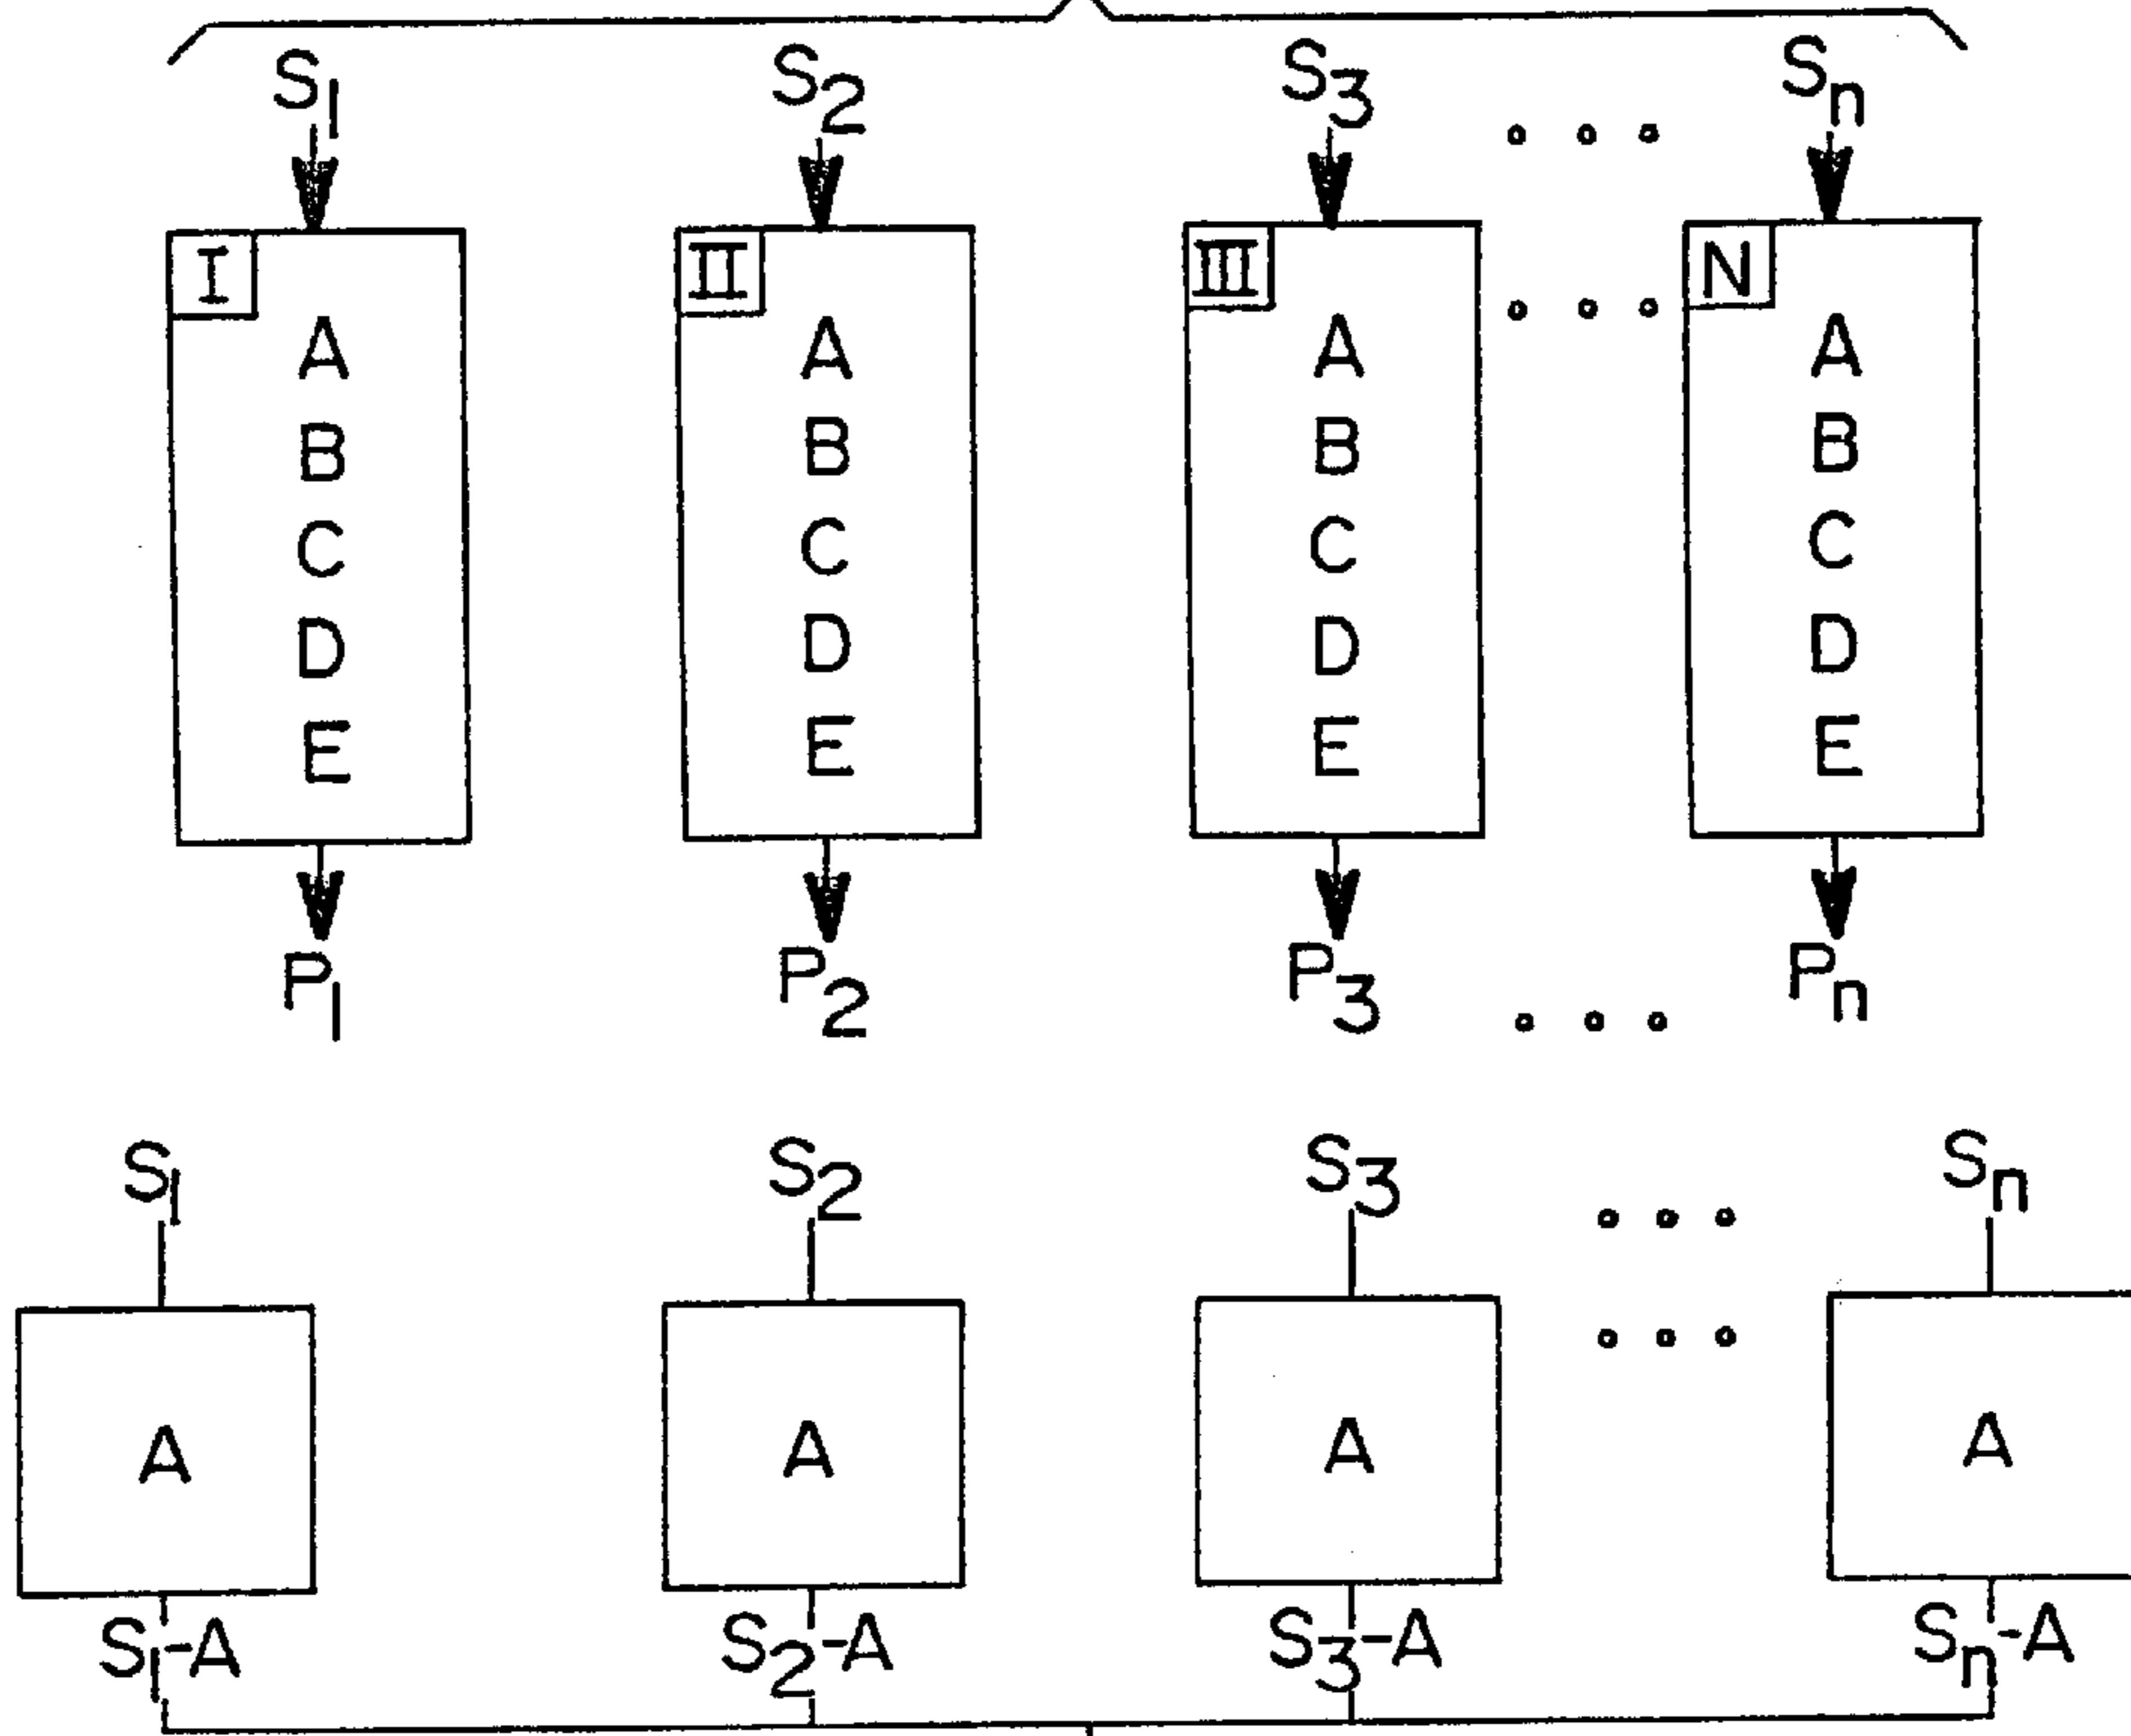 S1 S2 S3 Sn
I II III N
A A A A
B B B B
C C C C
D D D D
E E E E
P1 P2 P3 Pn
S1 S2 S3 Sn
A A A A
S1-A S2-A S3-A Sn-A